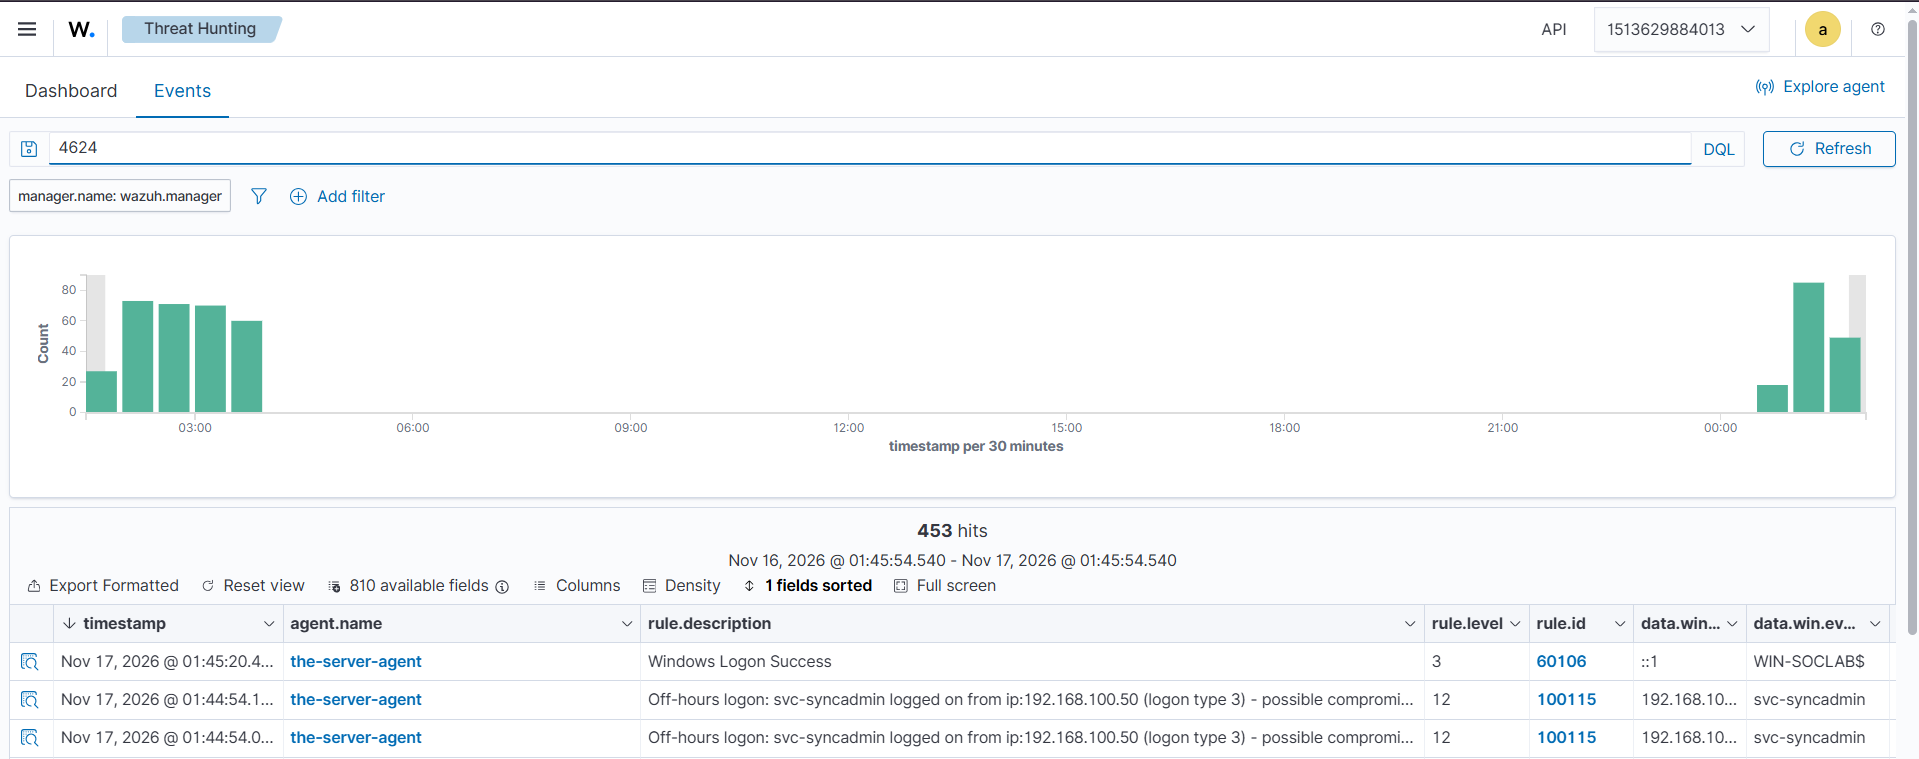 W. Threat Hunting API 1513629884013 a
Dashboard Events Explore agent
4624 DQL Refresh
manager.name: wazuh.manager Add filter
80
60
40
20
0
Count
03:00 06:00 09:00 12:00 15:00 18:00 21:00 00:00
timestamp per 30 minutes
453 hits
Nov 16, 2026 @ 01:45:54.540 - Nov 17, 2026 @ 01:45:54.540
Export Formatted Reset view 810 available fields Columns Density 1 fields sorted Full screen
timestamp agent.name rule.description rule.level rule.id data.win... data.win.ev...
Nov 17, 2026 @ 01:45:20.4... the-server-agent Windows Logon Success 3 60106 ::1 WIN-SOCLAB$
Nov 17, 2026 @ 01:44:54.1... the-server-agent Off-hours logon: svc-syncadmin logged on from ip:192.168.100.50 (logon type 3) - possible compromi... 12 100115 192.168.10... svc-syncadmin
Nov 17, 2026 @ 01:44:54.0... the-server-agent Off-hours logon: svc-syncadmin logged on from ip:192.168.100.50 (logon type 3) - possible compromi... 12 100115 192.168.10... svc-syncadmin